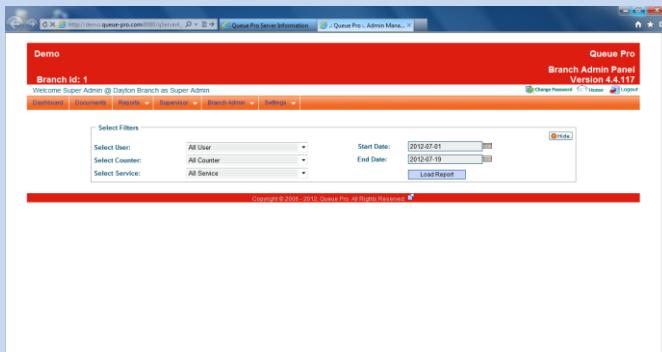 http://demo.queue-pro.com:8080/qServer/
Queue Pro Server Information
.: Queue Pro :. Admin Mana...
Demo
Queue Pro
Branch Admin Panel
Branch Id: 1
Version 4.4.117
Welcome Super Admin @ Dayton Branch as Super Admin
Change Password Home Logout
Dashboard Documents Reports Supervisor Branch Admin Settings
Select Filters
Hide
Select User: All User Start Date: 2012-07-01
Select Counter: All Counter End Date: 2012-07-19
Select Service: All Service Load Report
Copyright © 2006 - 2012, Queue Pro. All Rights Reserved.